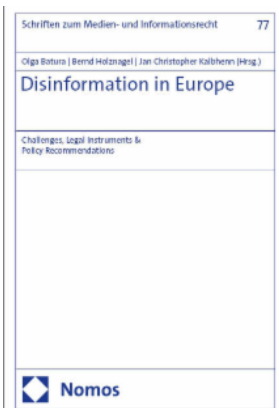 Schriften zum Medien- und Informationsrecht 77
Olga Batura | Bernd Holznagel | Jan Christopher Kalbhenn (Hrsg.)
Disinformation in Europe
Challenges, Legal Instruments &
Policy Recommendations
Nomos